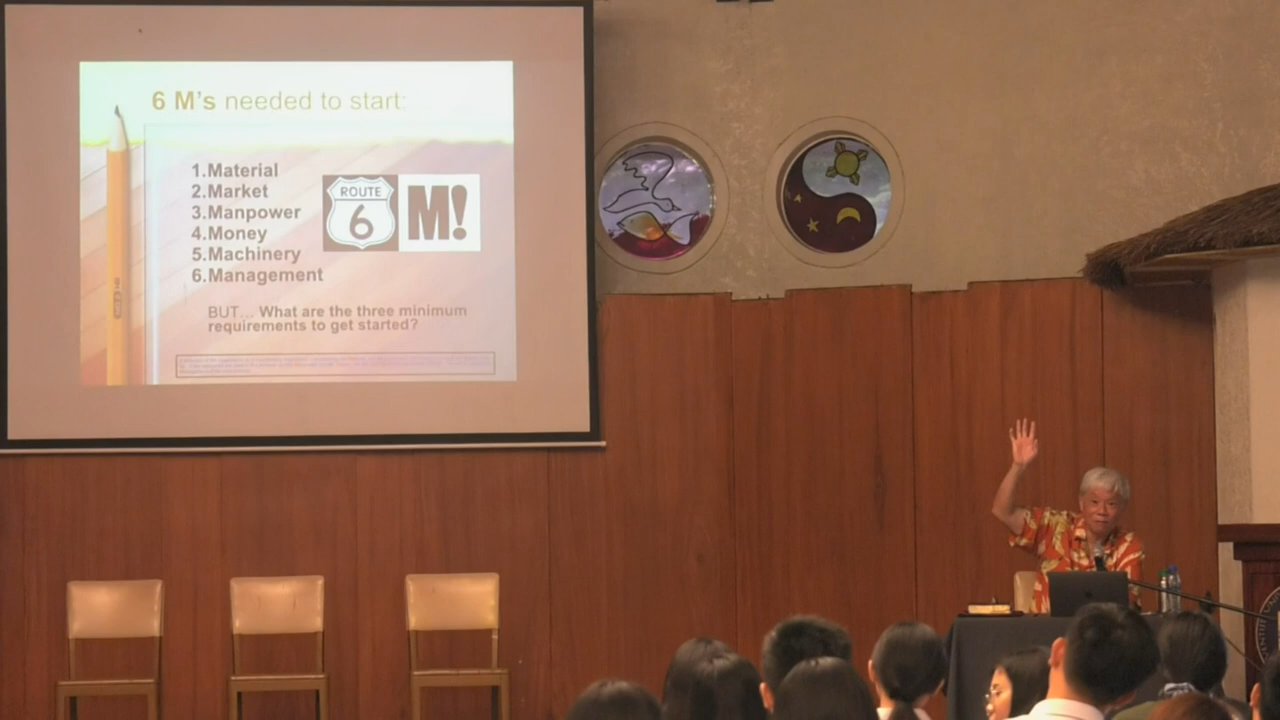 6 M's needed to start:
1.Material
2.Market
3.Manpower
4.Money
5.Machinery
6.Management
ROUTE
6
M!
BUT... What are the three minimum
requirements to get started?